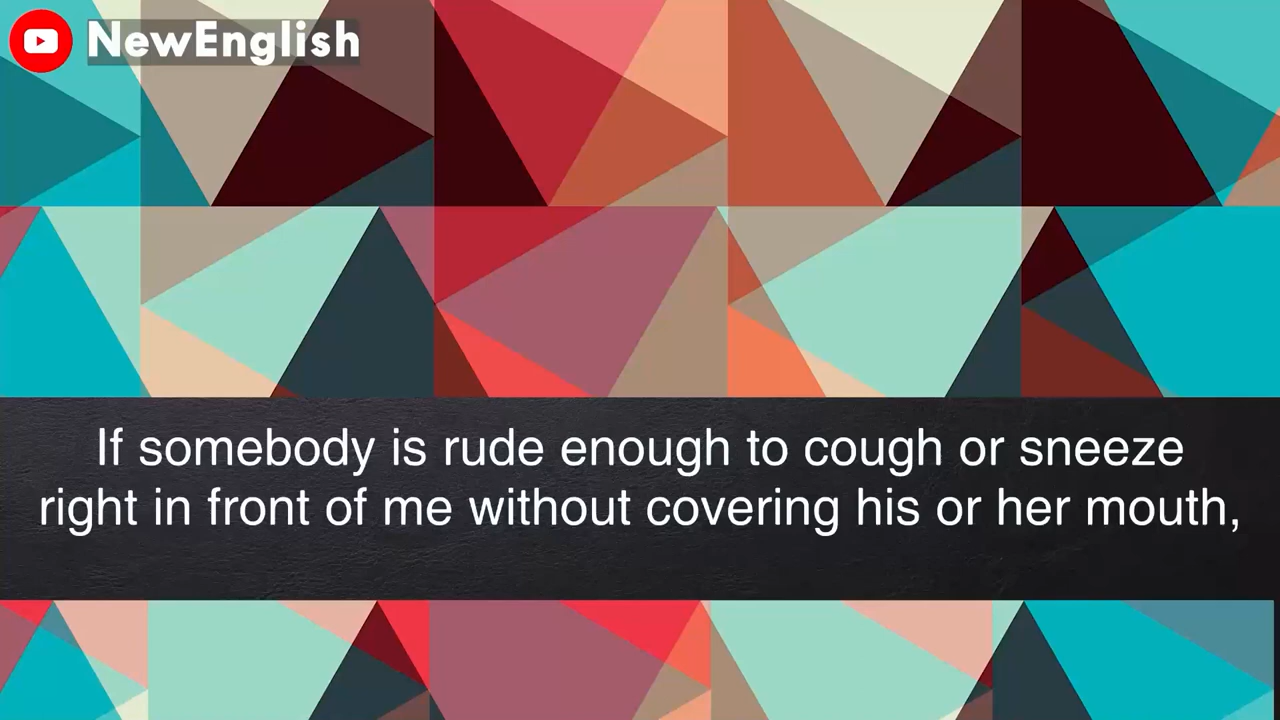 NewEnglish
If somebody is rude enough to cough or sneeze
right in front of me without covering his or her mouth,